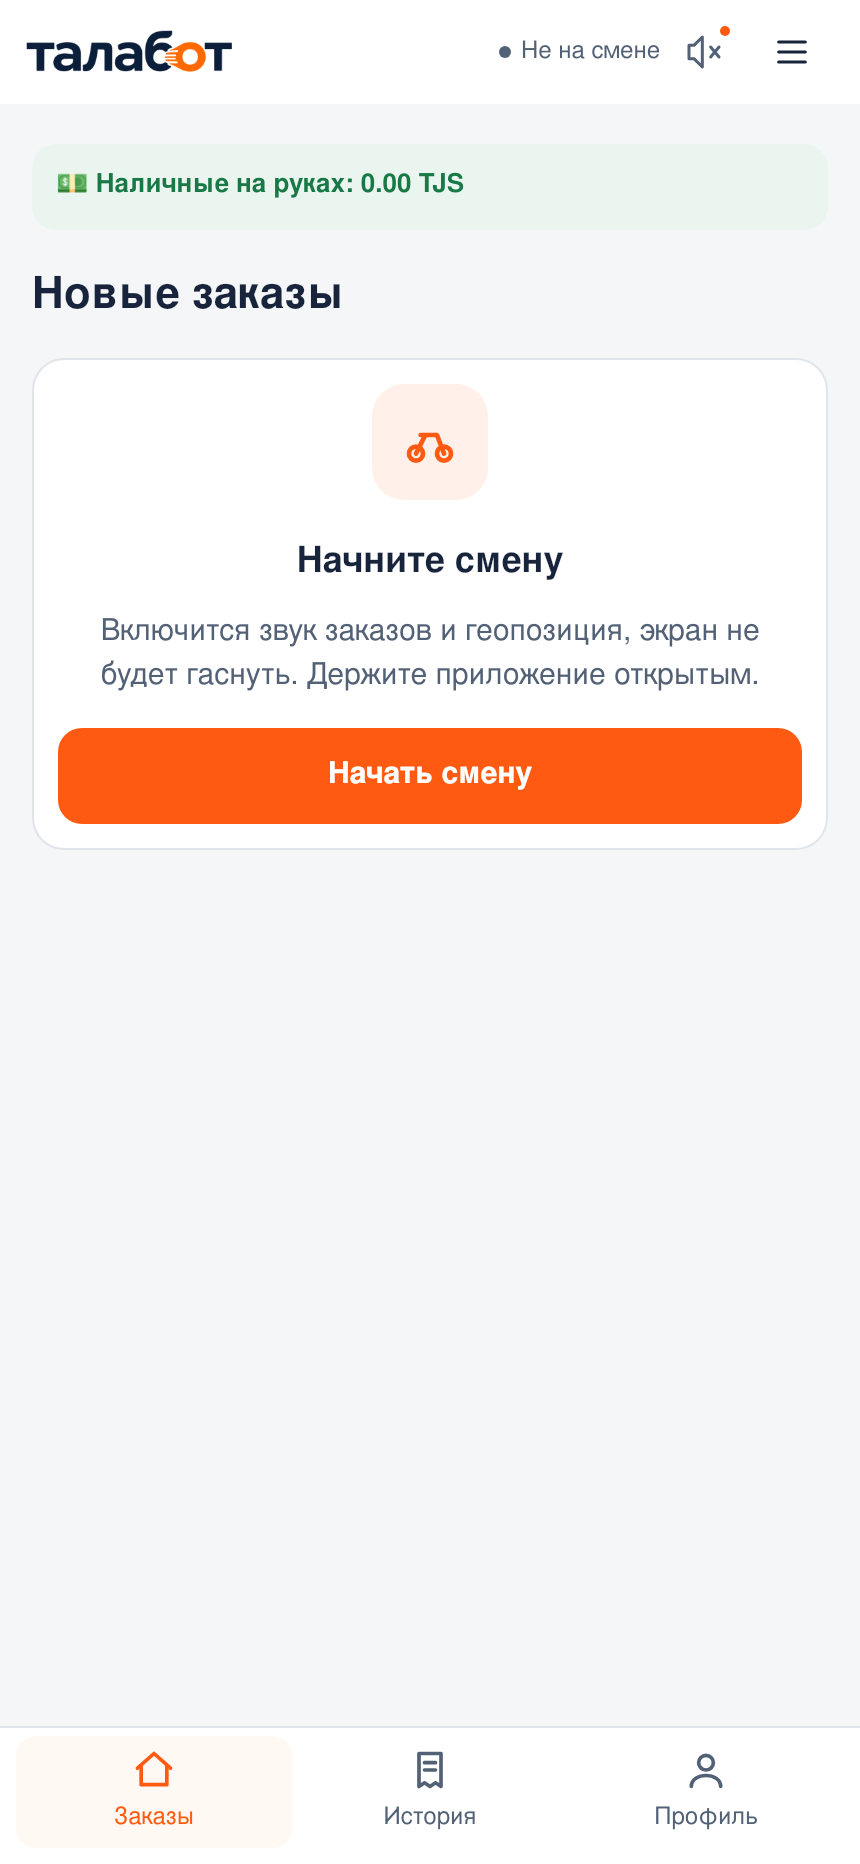 талабот
Не на смене
Наличные на руках: 0.00 TJS
Новые заказы
Начните смену
Включится звук заказов и геопозиция, экран не
будет гаснуть. Держите приложение открытым.
Начать смену
Заказы
История
Профиль